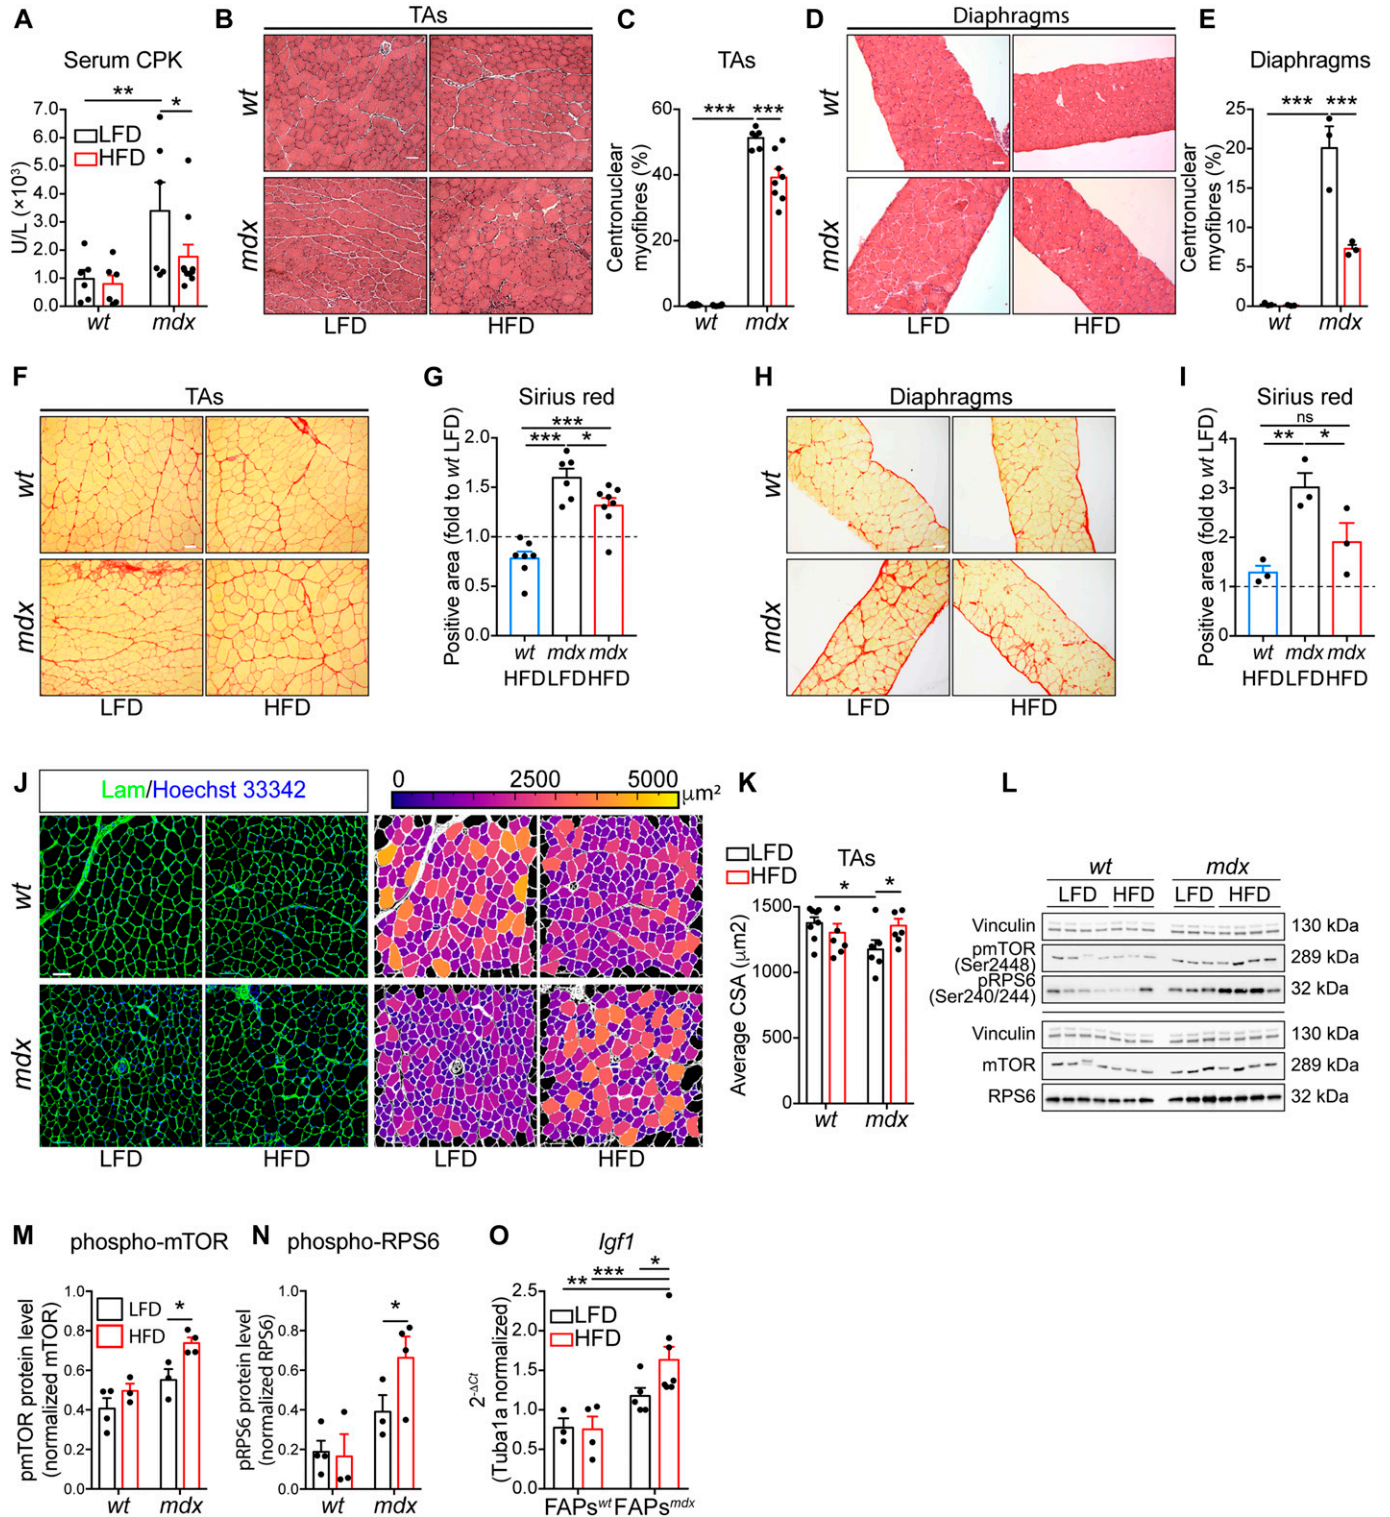 A
Serum CPK
**
*
7.0
6.0
5.0
4.0
3.0
2.0
1.0
0.0
U/L (×10³)
LFD
HFD
wt
mdx
B
TAs
wt
mdx
LFD
HFD
C
TAs
***
***
60
40
20
0
Centronuclear
myofibres (%)
wt
mdx
D
Diaphragms
wt
mdx
LFD
HFD
E
Diaphragms
***
***
25
20
15
10
5
0
Centronuclear
myofibres (%)
wt
mdx
F
TAs
wt
mdx
LFD
HFD
G
Sirius red
***
***
*
2.0
1.5
1.0
0.5
0.0
Positive area (fold to wt LFD)
wt mdx mdx
HFD LFD HFD
H
Diaphragms
wt
mdx
LFD
HFD
I
Sirius red
ns
**
*
4
3
2
1
0
Positive area (fold to wt LFD)
wt mdx mdx
HFD LFD HFD
J
Lam/Hoechst 33342
0 2500 5000
μm²
wt
mdx
LFD
HFD
LFD
HFD
K
LFD
HFD
TAs
*
*
1500
1000
500
0
Average CSA (μm2)
wt
mdx
L
wt
mdx
LFD HFD LFD HFD
Vinculin 130 kDa
pmTOR
(Ser2448)
289 kDa
pRPS6
(Ser240/244)
32 kDa
Vinculin 130 kDa
mTOR 289 kDa
RPS6 32 kDa
M
phospho-mTOR
1.0
0.8
0.6
0.4
0.2
0.0
pmTOR protein level
(normalized mTOR)
LFD
HFD
*
wt
mdx
N
phospho-RPS6
1.0
0.8
0.6
0.4
0.2
0.0
pRPS6 protein level
(normalized RPS6)
*
wt
mdx
O
Igf1
*
***
**
2.5
2.0
1.5
1.0
0.5
0.0
2-ΔCt
(Tuba1a normalized)
LFD
HFD
FAPswt FAPsmdx